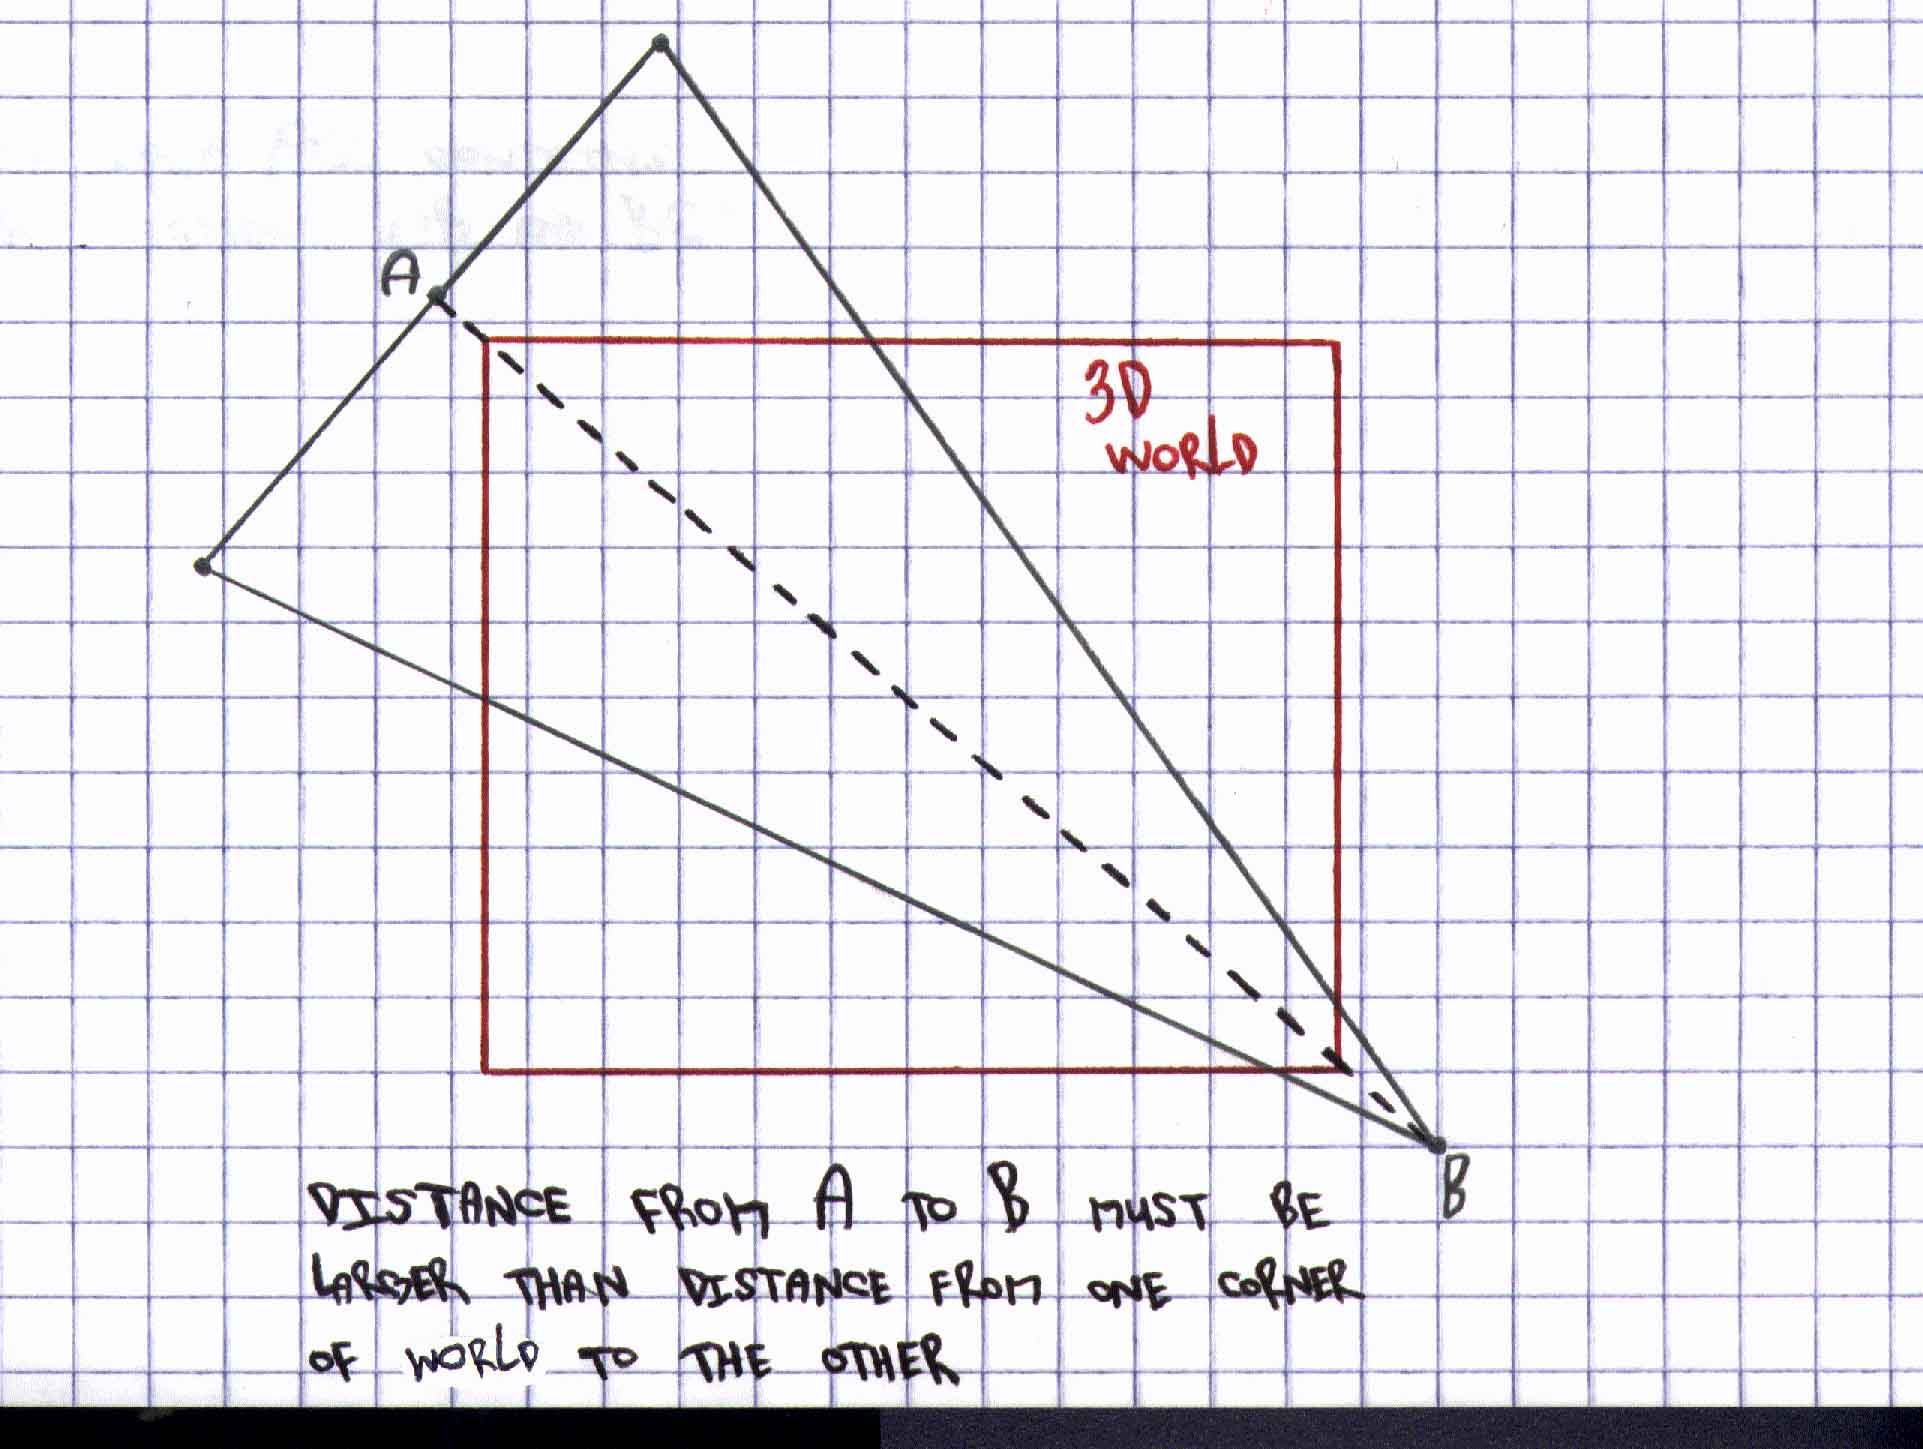 A
3D
WORLD
B
DISTANCE FROM A TO B MUST BE
LARGER THAN DISTANCE FROM ONE CORNER
OF WORLD TO THE OTHER